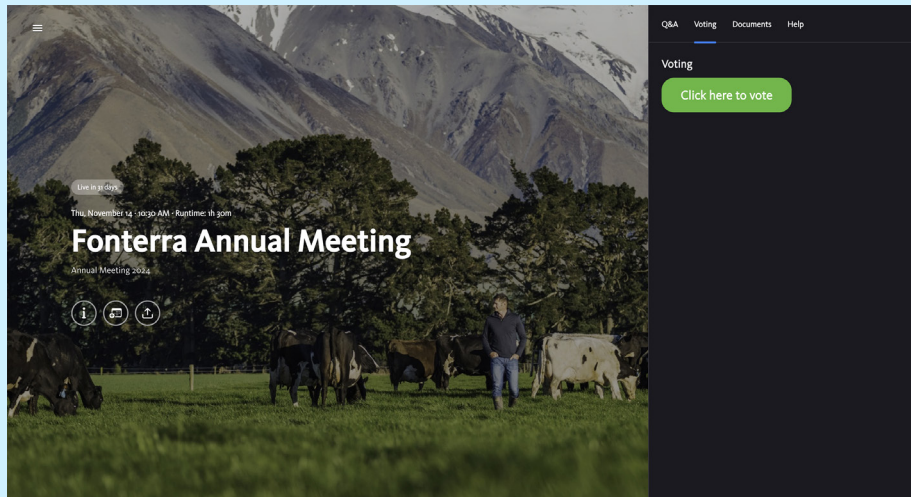 Live in 31 days
Thu, November 14 · 10:30 AM · Runtime: 1h 30m
Fonterra Annual Meeting
Annual Meeting 2024
Q&A Voting Documents Help
Voting
Click here to vote